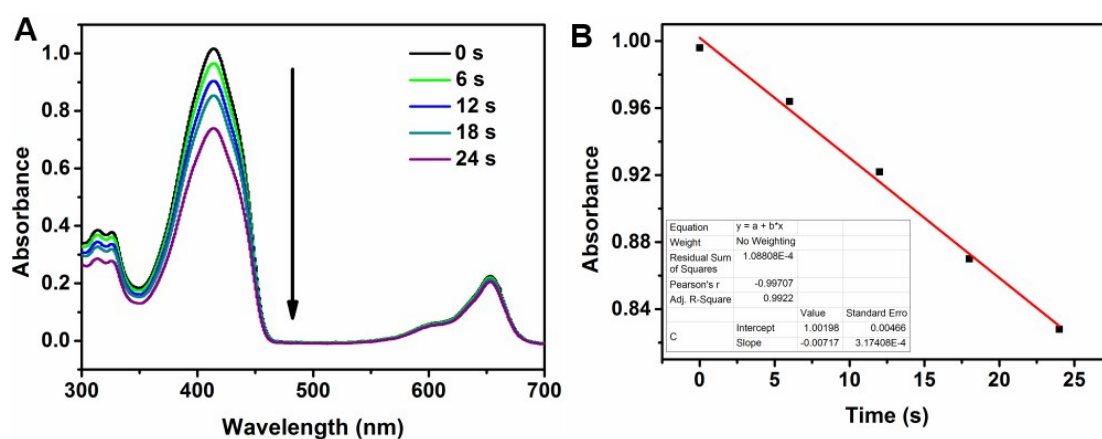 A
1.0
0.8
0.6
0.4
0.2
0.0
Absorbance
300 400 500 600 700
Wavelength (nm)
0 s
6 s
12 s
18 s
24 s
B
1.00
0.96
0.92
0.88
0.84
Absorbance
0 5 10 15 20 25
Time (s)
Equation y = a + b*x
Weight No Weighting
Residual Sum of Squares 1.08808E-4
Pearson's r -0.99707
Adj. R-Square 0.9922
Value Standard Erro
C Intercept 1.00198 0.00466
Slope -0.00717 3.17408E-4